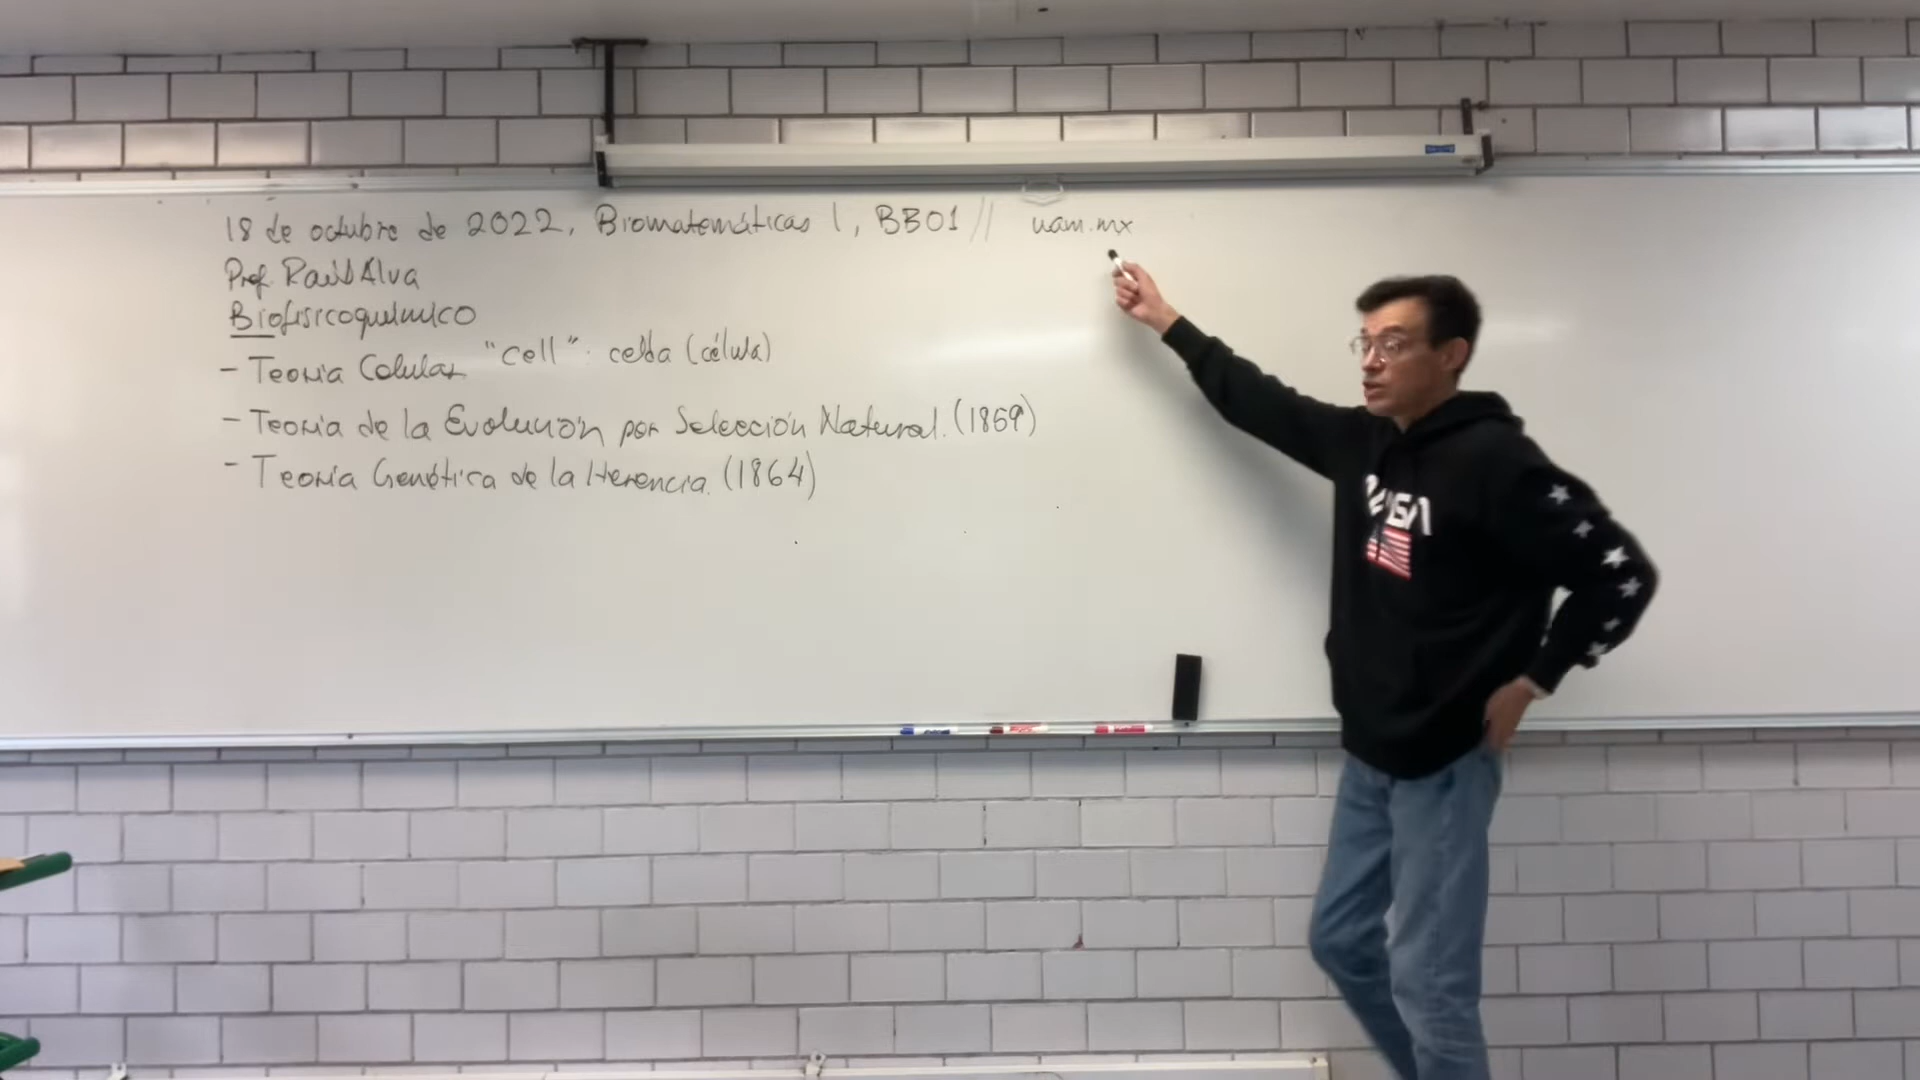 18 de octubre de 2022, Biomatemáticas 1, BB01 // uam.mx
Prof. Raúl Alva
Biofisicoquímico
- Teoría Celular "cell": celda (célula)
- Teoría de la Evolución por Selección Natural. (1859)
- Teoría Genética de la Herencia. (1864)
NASA